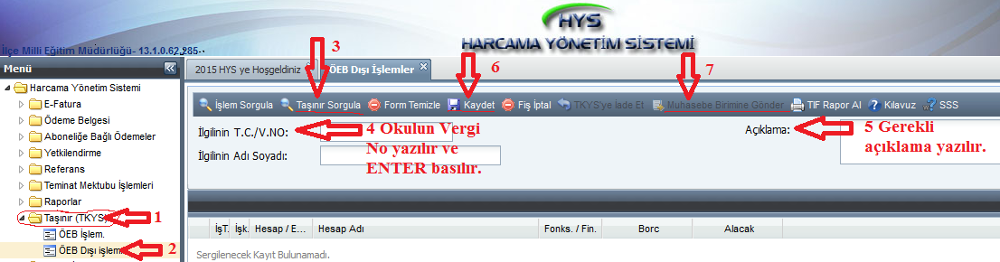 HYS
HARCAMA YÖNETİM SİSTEMİ
İlçe Milli Eğitim Müdürlüğü- 13.1.0.62,285
3
6
7
Menü
2015 HYS ye Hoşgeldiniz
ÖEB Dışı İşlemler
Harcama Yönetim Sistemi
E-Fatura
Ödeme Belgesi
Aboneliğe Bağlı Ödemeler
Yetkilendirme
Referans
Teminat Mektubu İşlemleri
Raporlar
Taşınır (TKYS)
1
ÖEB İşlem.
ÖEB Dışı işlem
2
İşlem Sorgula
Taşınır Sorgula
Form Temizle
Kaydet
Fiş İptal
TKYS'ye İade Et
Muhasebe Birimine Gönder
TIF Rapor Al
Kılavuz
SSS
İlgilinin T.C./V.NO:
4 Okulun Vergi
No yazılır ve
ENTER basılır.
İlgilinin Adı Soyadı:
Açıklama:
5 Gerekli
açıklama yazılır.
İşT. İşk. Hesap / E... Hesap Adı Fonks. / Fin. Borc Alacak
Sergilenecek Kayıt Bulunamadı.